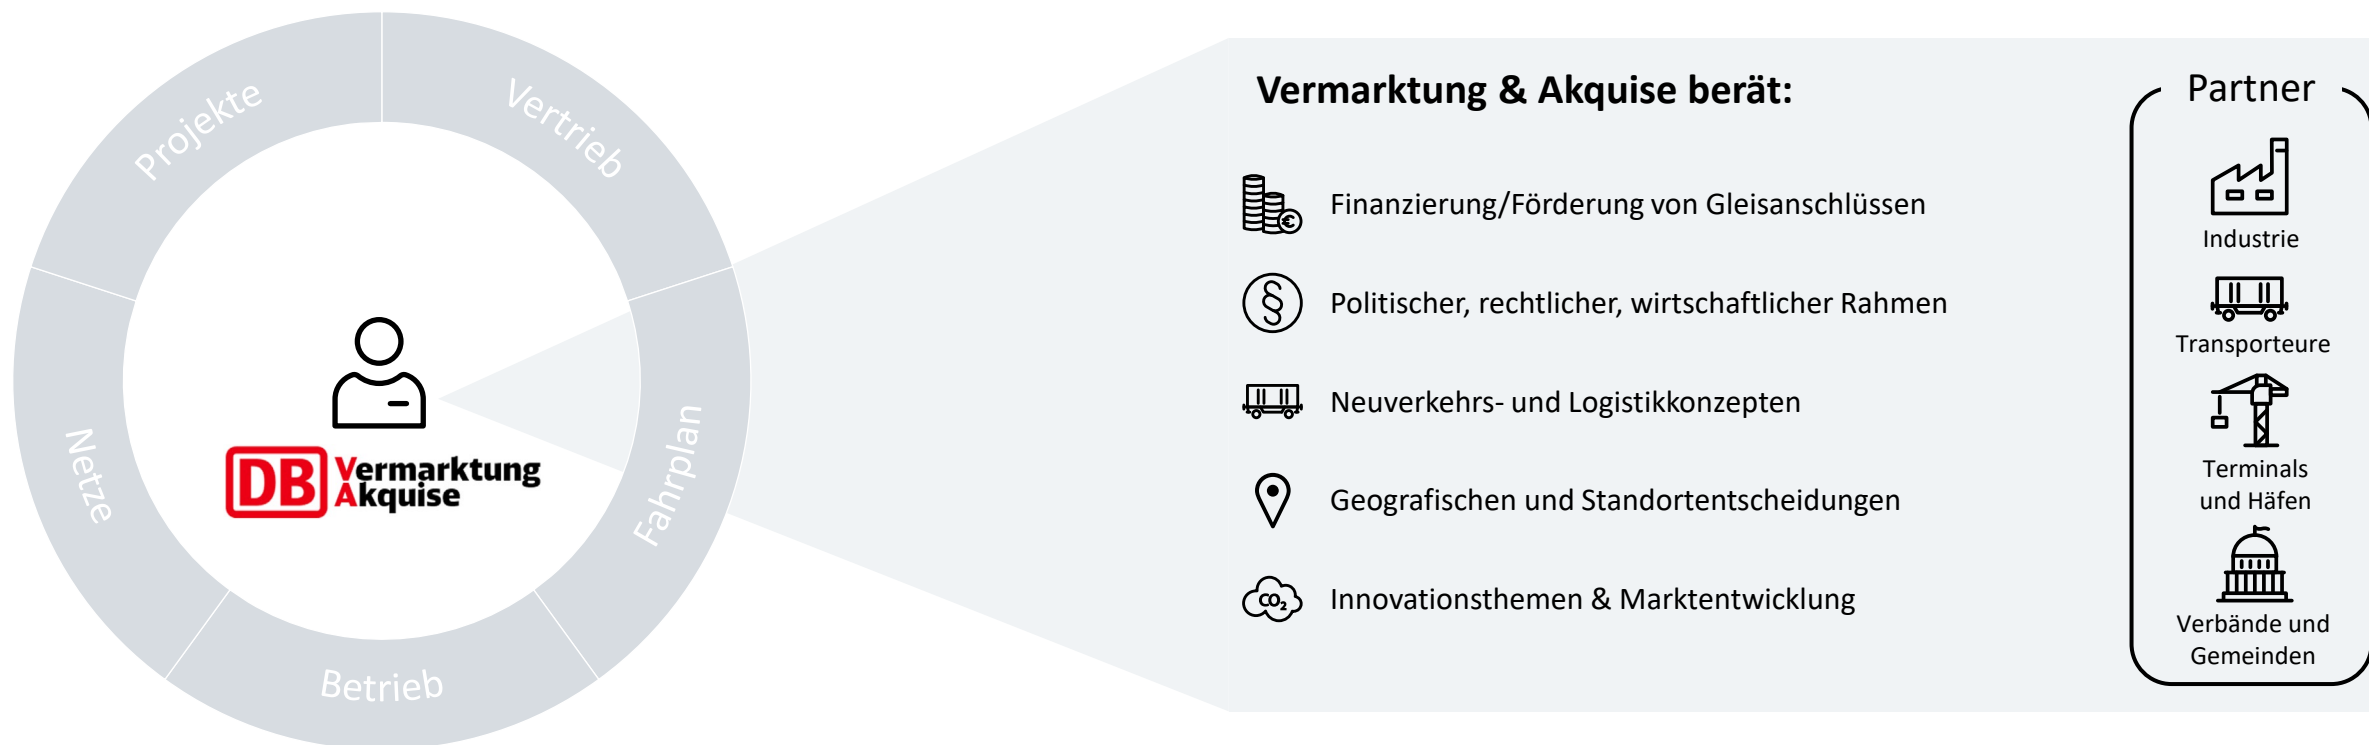 Projekte
Vertrieb
Netze
Fahrplan
Betrieb
DB Vermarktung
Akquise
Vermarktung & Akquise berät:
€
Finanzierung/Förderung von Gleisanschlüssen
§
Politischer, rechtlicher, wirtschaftlicher Rahmen
Neuverkehrs- und Logistikkonzepten
Geografischen und Standortentscheidungen
CO₂
Innovationsthemen & Marktentwicklung
Partner
Industrie
Transporteure
Terminals
und Häfen
Verbände und
Gemeinden